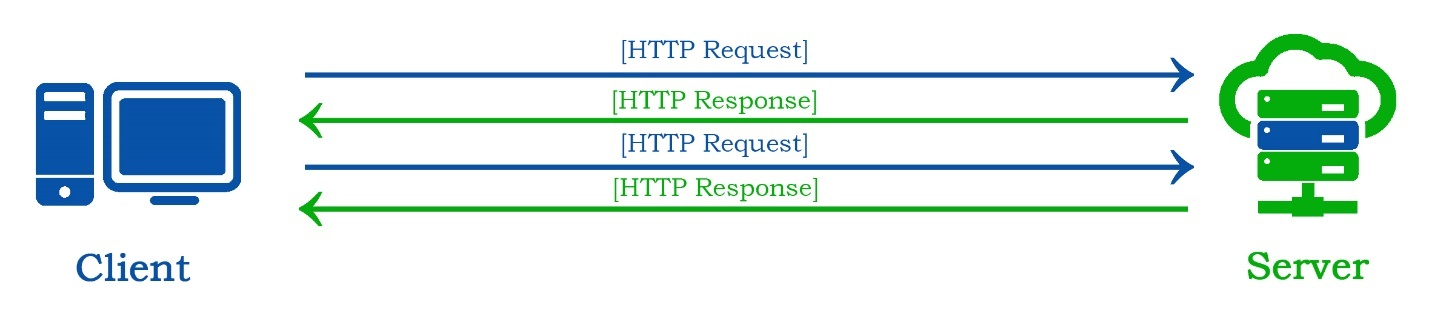 [HTTP Request]
[HTTP Response]
[HTTP Request]
[HTTP Response]
Client
Server